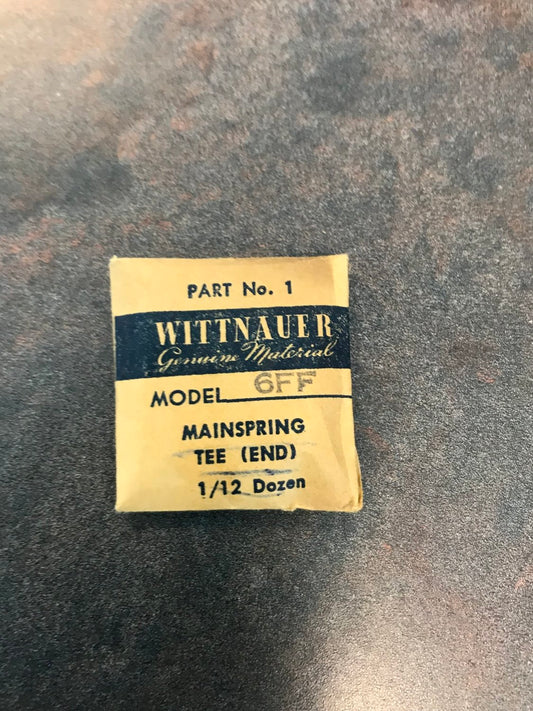 PART No. 1
WITTNAUER
Genuine Material
MODEL 6FF
MAINSPRING
TEE (END)
1/12 Dozen